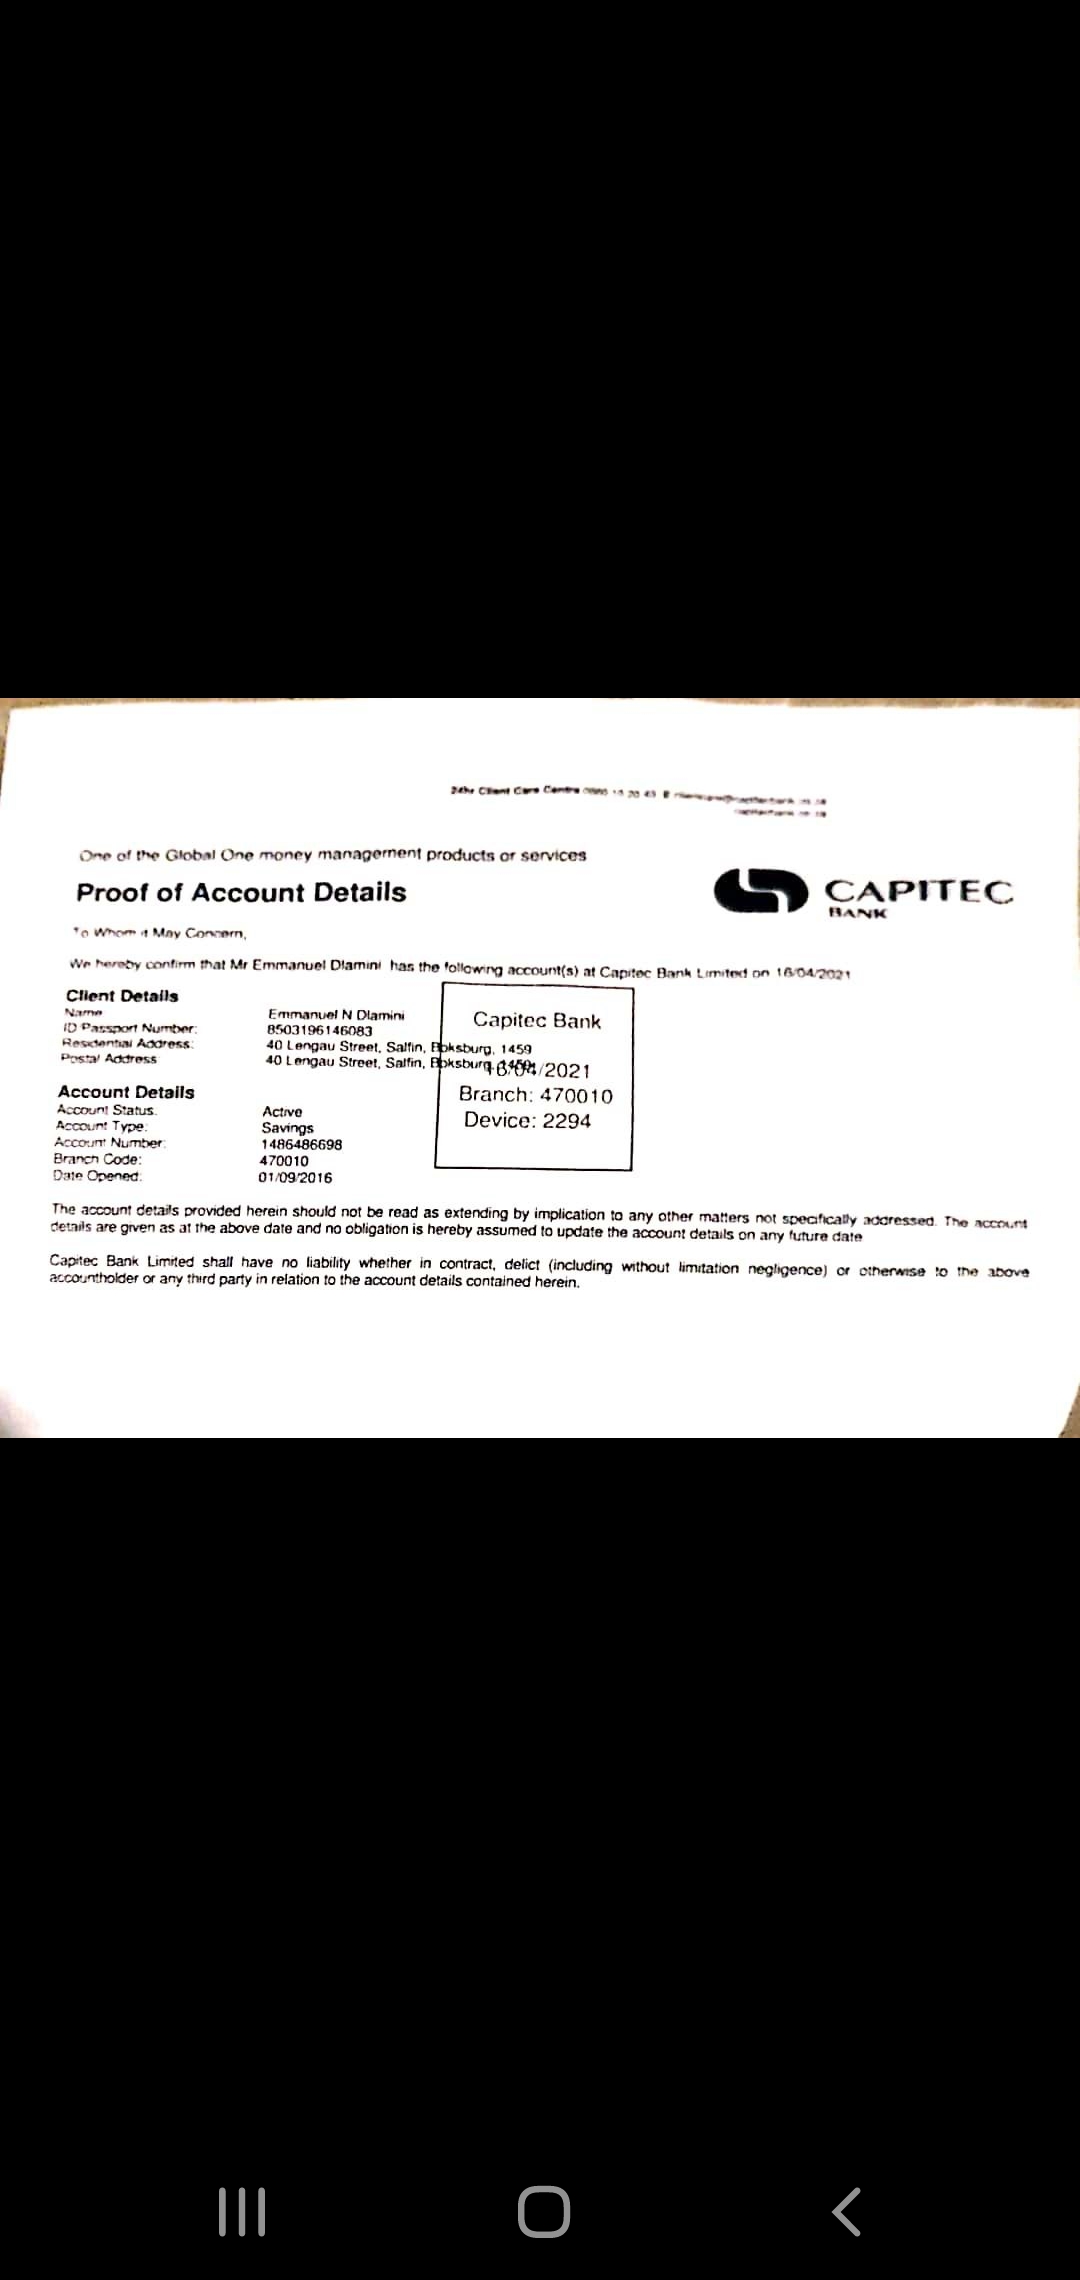 24hr Client Care Centre
One of the Global One money management products or services
Proof of Account Details
CAPITEC
BANK
To Whom it May Concern,
We hereby confirm that Mr Emmanuel Dlamini has the following account(s) at Capitec Bank Limited on 16/04/2021
Client Details
Name Emmanuel N Dlamini
ID/Passport Number: 8503196146083
Residential Address: 40 Lengau Street, Salfin, Boksburg, 1459
Postal Address 40 Lengau Street, Salfin, Boksburg, 1459
Capitec Bank
16/04/2021
Branch: 470010
Device: 2294
Account Details
Account Status: Active
Account Type: Savings
Account Number: 1486486698
Branch Code: 470010
Date Opened: 01/09/2016
The account details provided herein should not be read as extending by implication to any other matters not specifically addressed. The account
details are given as at the above date and no obligation is hereby assumed to update the account details on any future date
Capitec Bank Limited shall have no liability whether in contract, delict (including without limitation negligence) or otherwise to the above
accountholder or any third party in relation to the account details contained herein.